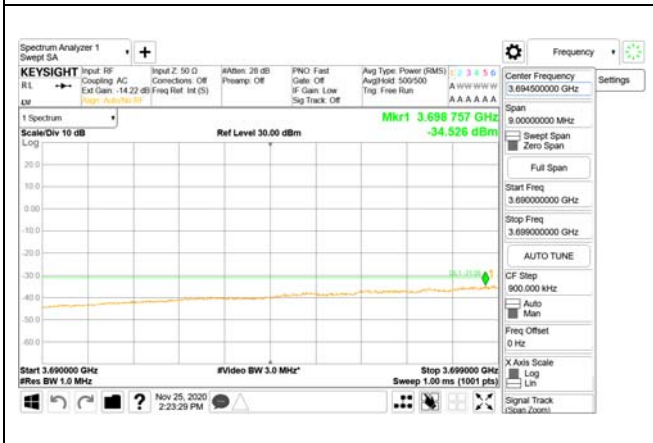 Spectrum Analyzer 1
Swept SA
+
Frequency
KEYSIGHT
RL
Input: RF
Coupling: AC
Ext Gain: -14.22 dB
Align: Auto/No RF
Input Z: 50 Ω
Corrections: Off
Freq Ref: Int (S)
#Atten: 28 dB
Preamp: Off
PNO: Fast
Gate: Off
IF Gain: Low
Sig Track: Off
Avg Type: Power (RMS)
Avg|Hold: 500/500
Trig: Free Run
1 2 3 4 5 6
A W W W W W
A A A A A A
Center Frequency
3.694500000 GHz
Settings
Span
9.00000000 MHz
Swept Span
Zero Span
Full Span
Start Freq
3.690000000 GHz
Stop Freq
3.699000000 GHz
AUTO TUNE
CF Step
900.000 kHz
Auto
Man
Freq Offset
0 Hz
X Axis Scale
Log
Lin
Signal Track
(Span Zoom)
1 Spectrum
Scale/Div 10 dB
Ref Level 30.00 dBm
Mkr1 3.698 757 GHz
-34.526 dBm
Log
20.0
10.0
0.00
-10.0
-20.0
-30.0
-40.0
-50.0
-60.0
1
Start 3.690000 GHz
#Res BW 1.0 MHz
#Video BW 3.0 MHz*
Stop 3.699000 GHz
Sweep 1.00 ms (1001 pts)
?
Nov 25, 2020
2:23:29 PM